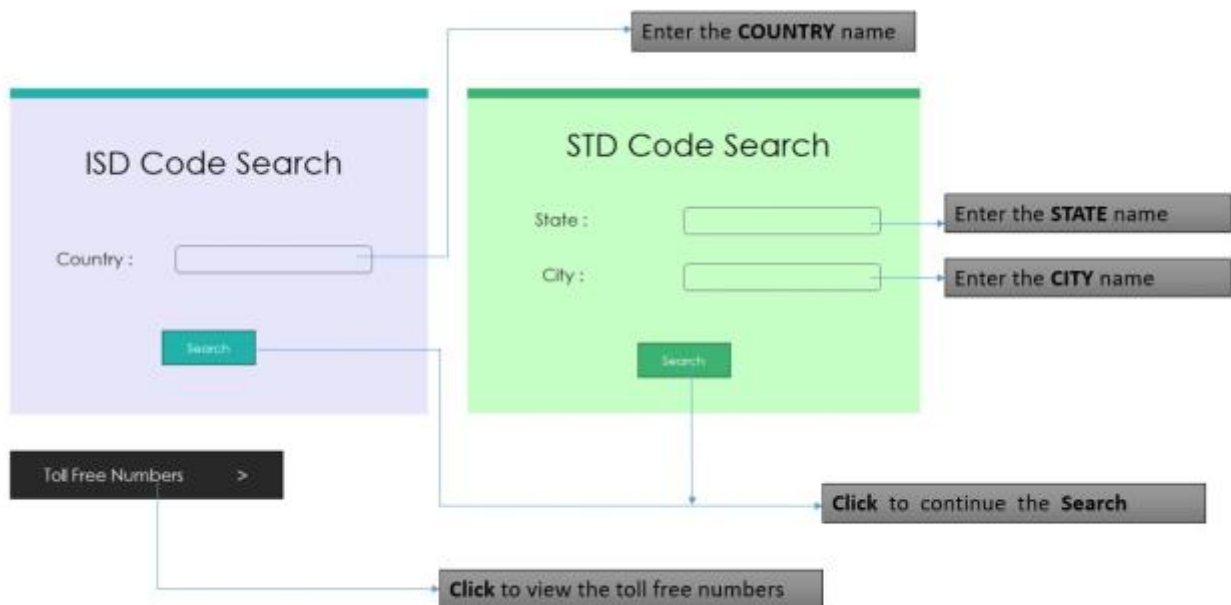 Enter the COUNTRY name
ISD Code Search
Country :
Search
STD Code Search
State :
City :
Search
Enter the STATE name
Enter the CITY name
Toll Free Numbers >
Click to continue the Search
Click to view the toll free numbers